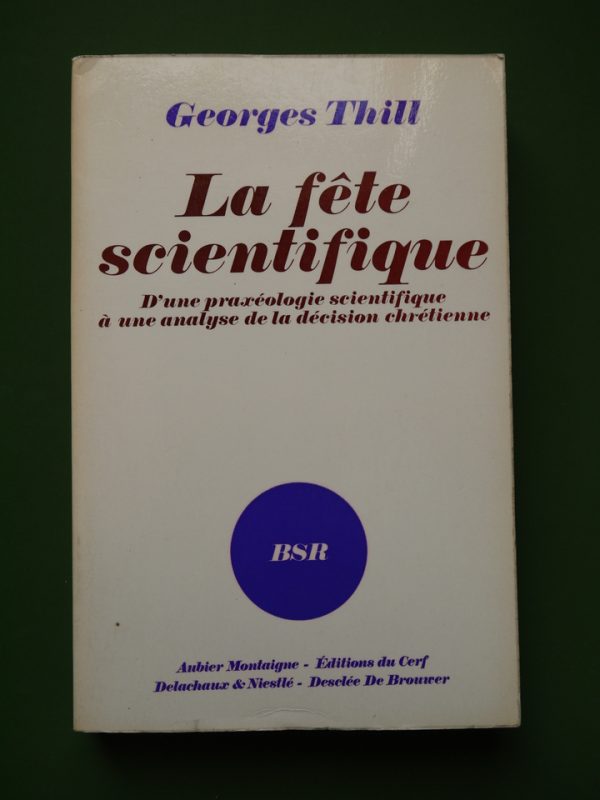 Georges Thill
La fête
scientifique
D'une praxéologie scientifique
à une analyse de la décision chrétienne
BSR
Aubier Montaigne - Éditions du Cerf
Delachaux & Niestlé - Desclée De Brouwer